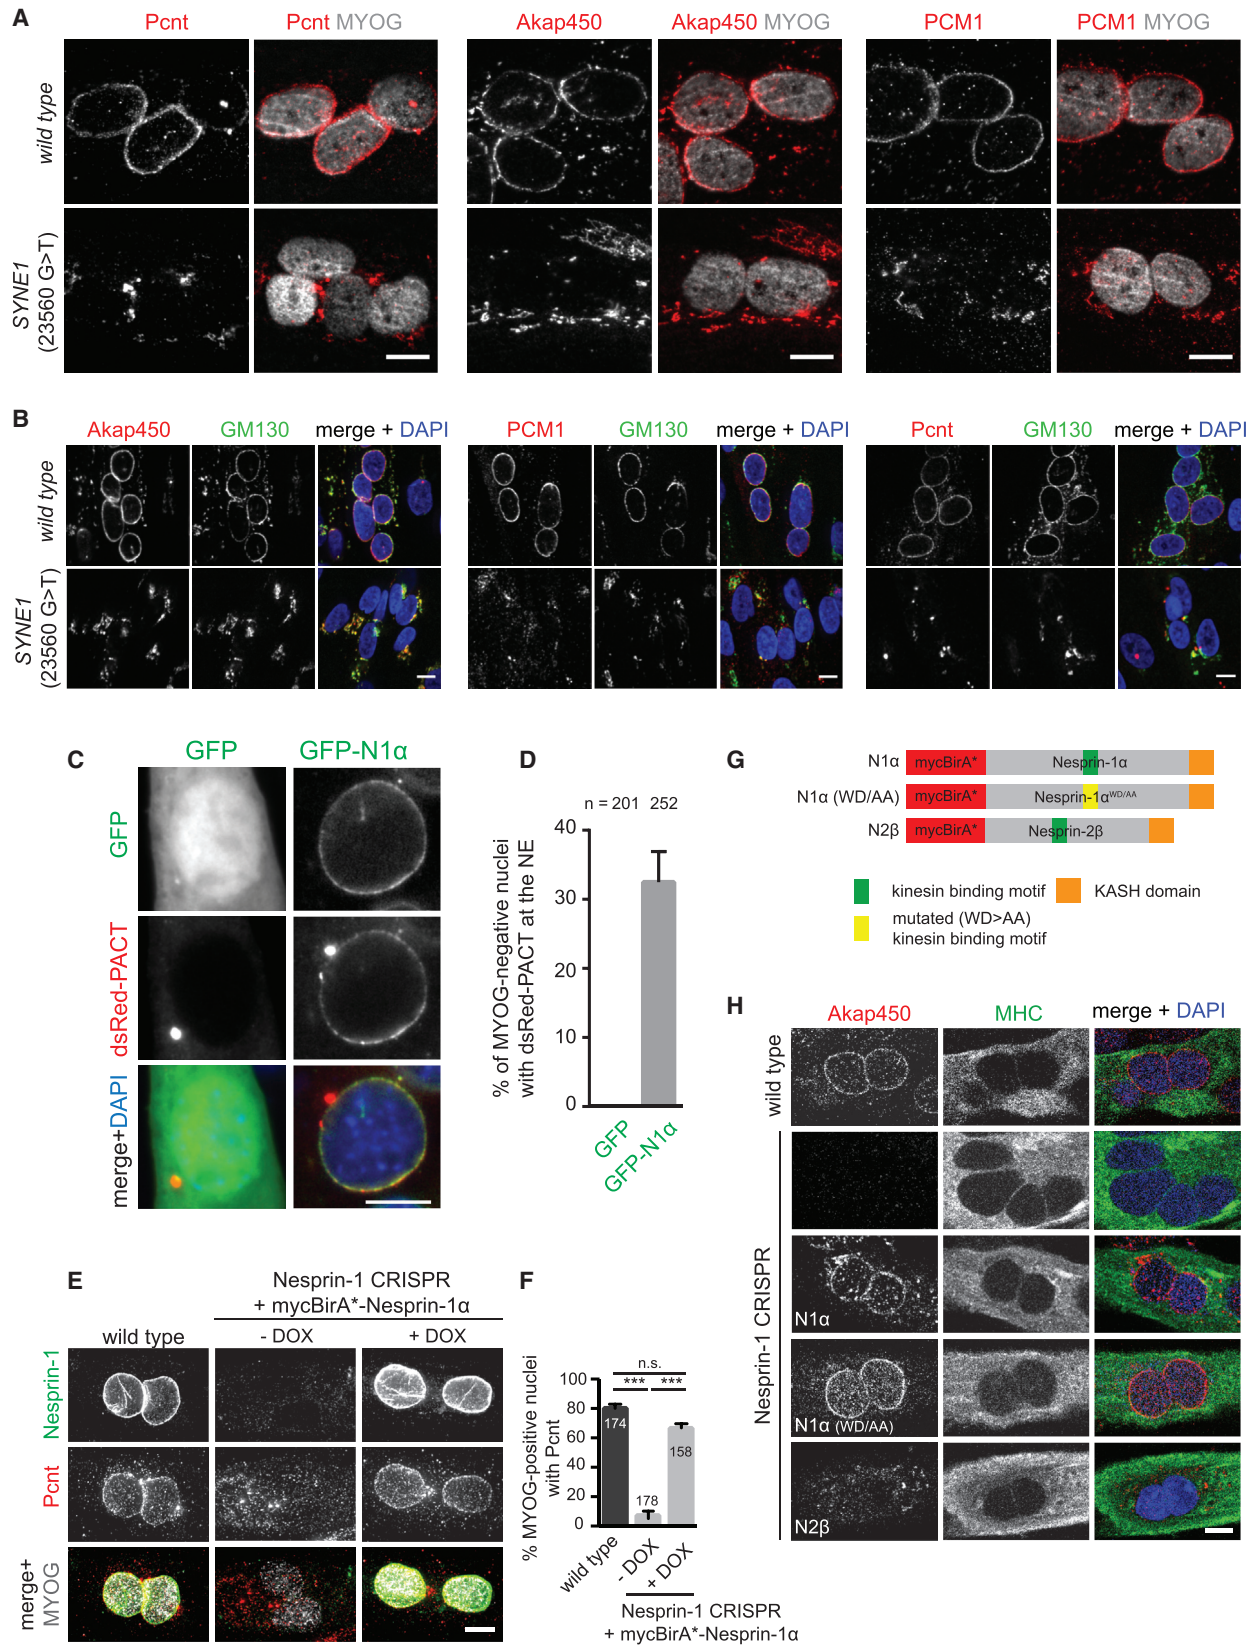 A
Pcnt
Pcnt MYOG
Akap450
Akap450 MYOG
PCM1
PCM1 MYOG
wild type
SYNE1
(23560 G>T)
B
Akap450
GM130
merge + DAPI
PCM1
GM130
merge + DAPI
Pcnt
GM130
merge + DAPI
wild type
SYNE1
(23560 G>T)
C
GFP
GFP-N1α
GFP
dsRed-PACT
merge+DAPI
D
n = 201 252
% of MYOG-negative nuclei
with dsRed-PACT at the NE
40
30
20
10
0
GFP
GFP-N1α
G
N1α
mycBirA*
Nesprin-1α
N1α (WD/AA)
mycBirA*
Nesprin-1αWD/AA
N2β
mycBirA*
Nesprin-2β
kinesin binding motif
KASH domain
mutated (WD>AA)
kinesin binding motif
H
Akap450
MHC
merge + DAPI
wild type
Nesprin-1 CRISPR
N1α
N1α (WD/AA)
N2β
E
Nesprin-1 CRISPR
+ mycBirA*-Nesprin-1α
wild type
- DOX
+ DOX
Nesprin-1
Pcnt
merge+
MYOG
F
% MYOG-positive nuclei
with Pcnt
n.s.
*** ***
100
80
60
40
20
0
174
178
158
wild type
- DOX
+ DOX
Nesprin-1 CRISPR
+ mycBirA*-Nesprin-1α